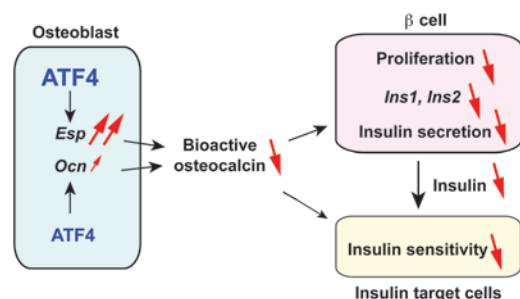 Osteoblast
ATF4
Esp
Ocn
ATF4
Bioactive
osteocalcin
β cell
Proliferation
Ins1, Ins2
Insulin secretion
Insulin
Insulin sensitivity
Insulin target cells